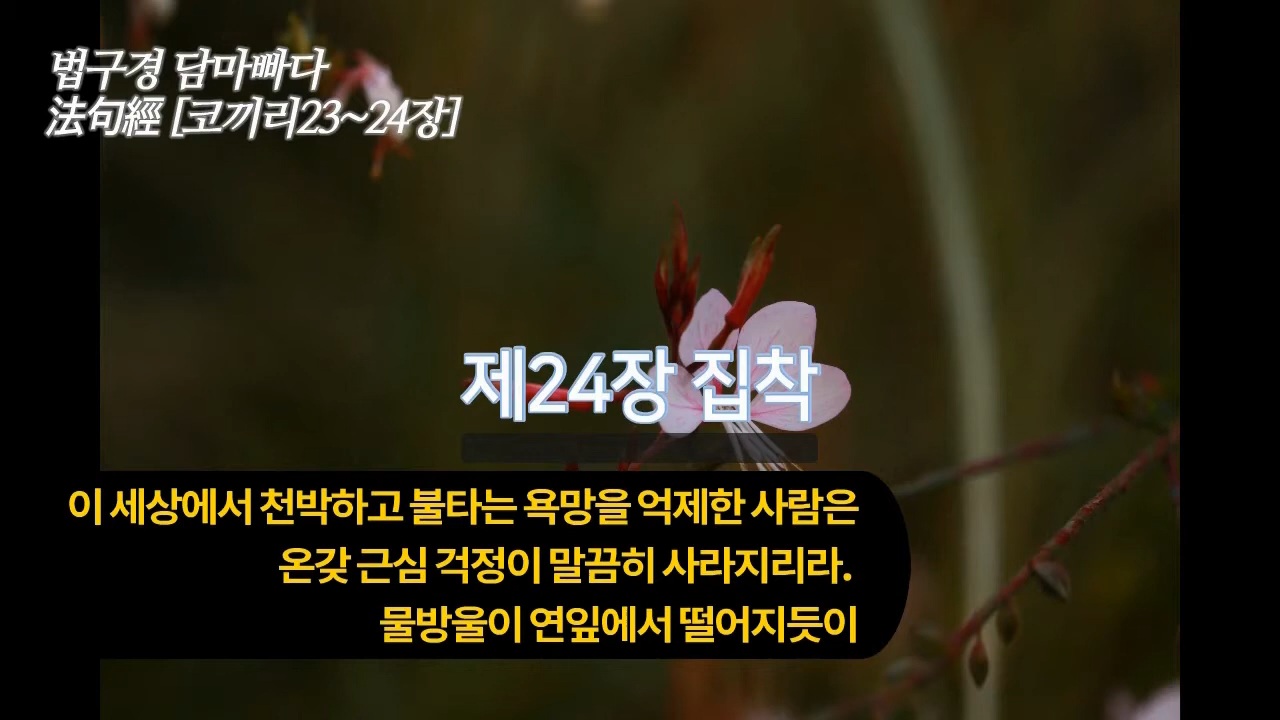 법구경 담마빠다
法句經 [코끼리23~24장]
제24장 집착
이 세상에서 천박하고 불타는 욕망을 억제한 사람은
온갖 근심 걱정이 말끔히 사라지리라.
물방울이 연잎에서 떨어지듯이